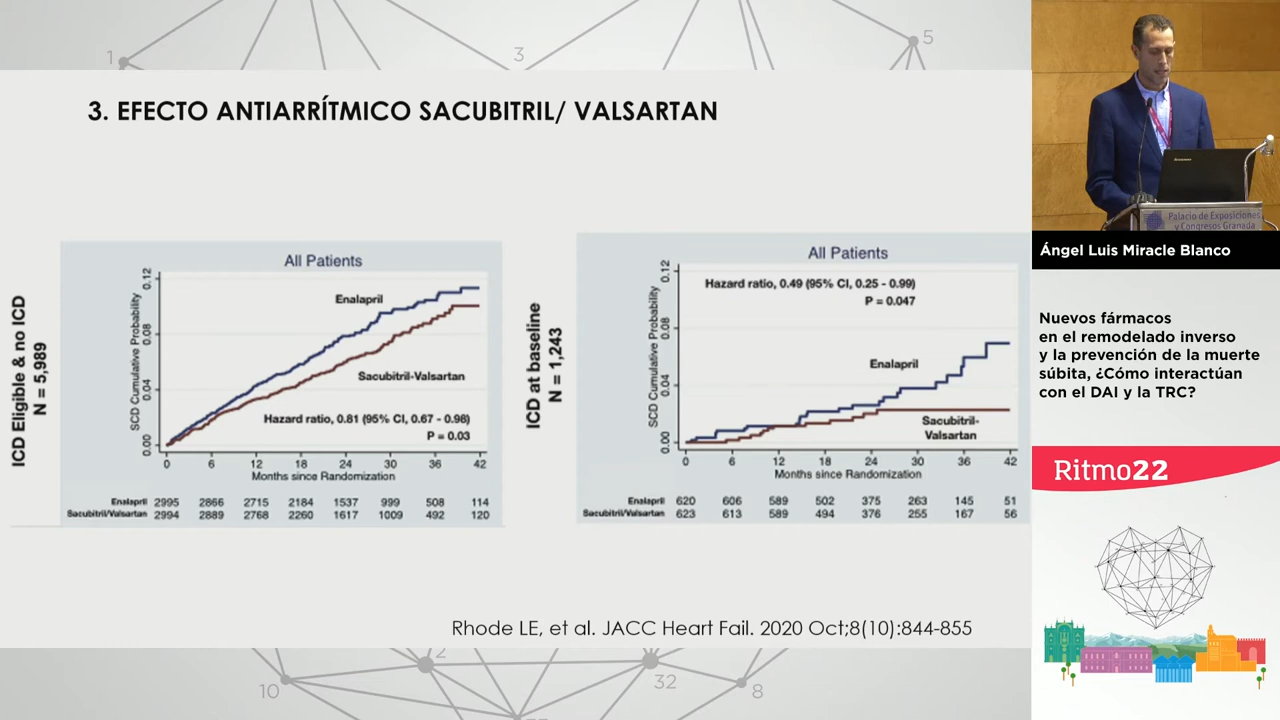 1
3
5
3. EFECTO ANTIARRÍTMICO SACUBITRIL/ VALSARTAN
ICD Eligible & no ICD
N = 5,989
All Patients
SCD Cumulative Probability
0.12
0.08
0.04
0.00
Enalapril
Sacubitril-Valsartan
Hazard ratio, 0.81 (95% CI, 0.67 - 0.98)
P = 0.03
0 6 12 18 24 30 36 42
Months since Randomization
Enalapril 2995 2866 2715 2184 1537 999 508 114
Sacubitril/Valsartan 2994 2889 2768 2260 1617 1009 492 120
ICD at baseline
N = 1,243
All Patients
SCD Cumulative Probability
0.12
0.08
0.04
0.00
Hazard ratio, 0.49 (95% CI, 0.25 - 0.99)
P = 0.047
Enalapril
Sacubitril-
Valsartan
0 6 12 18 24 30 36 42
Months since Randomization
Enalapril 620 606 589 502 375 263 145 51
Sacubitril/Valsartan 623 613 589 494 376 255 167 56
Rhode LE, et al. JACC Heart Fail. 2020 Oct;8(10):844-855
10
2
32
8
Lenovo
Palacio de Exposiciones
y Congresos Granada
Ángel Luis Miracle Blanco
Nuevos fármacos
en el remodelado inverso
y la prevención de la muerte
súbita, ¿Cómo interactúan
con el DAI y la TRC?
Ritmo22